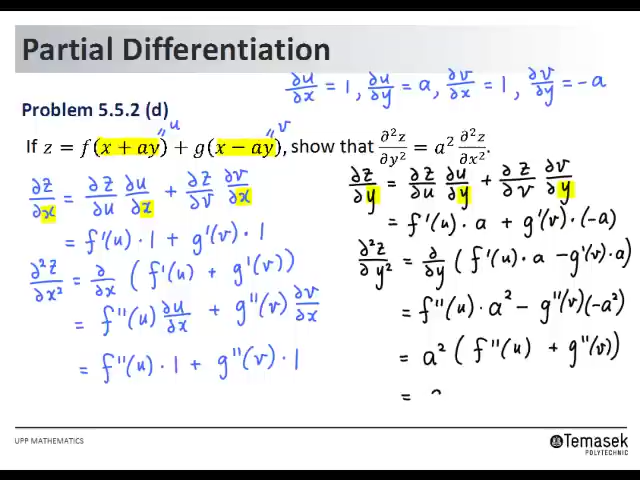 Partial Differentiation
∂u/∂x = 1, ∂u/∂y = a, ∂v/∂x = 1, ∂v/∂y = -a
Problem 5.5.2 (d)
u v
If z = f(x + ay) + g(x − ay), show that ∂²z/∂y² = a² ∂²z/∂x².
∂z/∂x = ∂z/∂u ∂u/∂x + ∂z/∂v ∂v/∂x
= f'(u) · 1 + g'(v) · 1
∂²z/∂x² = ∂/∂x (f'(u) + g'(v))
= f''(u) ∂u/∂x + g''(v) ∂v/∂x
= f''(u) · 1 + g''(v) · 1
∂z/∂y = ∂z/∂u ∂u/∂y + ∂z/∂v ∂v/∂y
= f'(u) · a + g'(v) · (-a)
∂²z/∂y² = ∂/∂y (f'(u) · a - g'(v) · a)
= f''(u) · a² - g''(v)(-a²)
= a² (f''(u) + g''(v))
=
UPP MATHEMATICS
Temasek
POLYTECHNIC